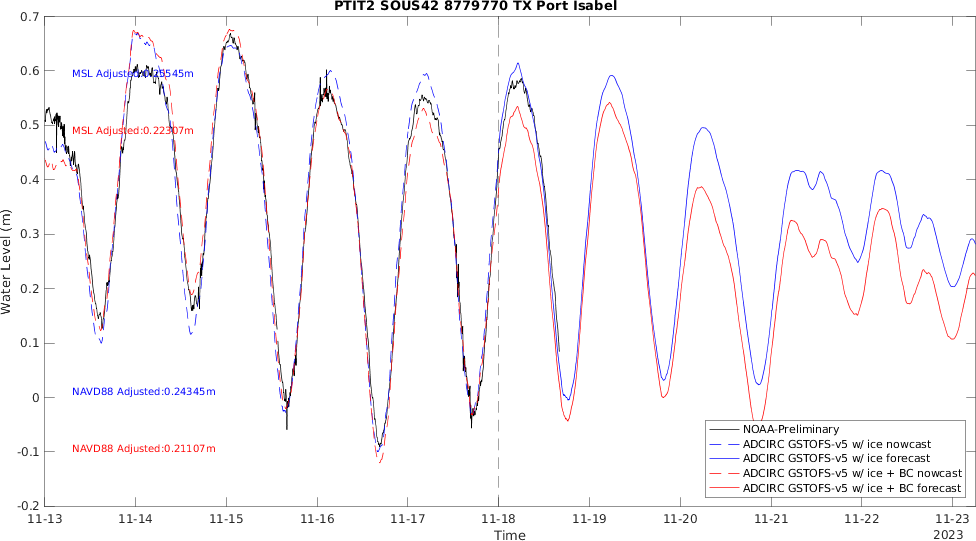 PTIT2 SOUS42 8779770 TX Port Isabel
0.7
0.6
0.5
0.4
0.3
0.2
0.1
0
-0.1
-0.2
Water Level (m)
MSL Adjusted:0.25545m
MSL Adjusted:0.22307m
NAVD88 Adjusted:0.24345m
NAVD88 Adjusted:0.21107m
NOAA-Preliminary
ADCIRC GSTOFS-v5 w/ ice nowcast
ADCIRC GSTOFS-v5 w/ ice forecast
ADCIRC GSTOFS-v5 w/ ice + BC nowcast
ADCIRC GSTOFS-v5 w/ ice + BC forecast
11-13 11-14 11-15 11-16 11-17 11-18 11-19 11-20 11-21 11-22 11-23
Time
2023